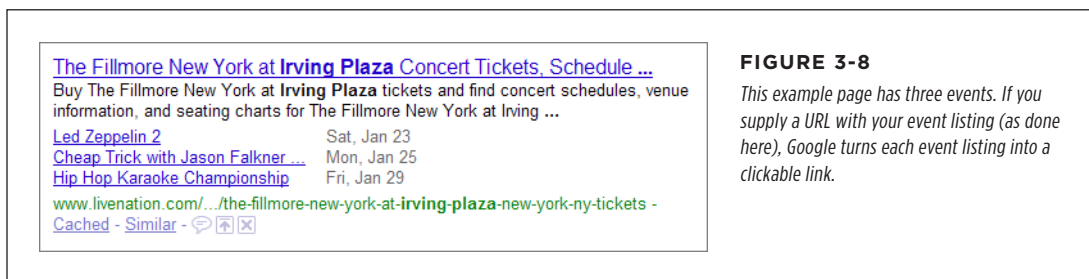 The Fillmore New York at Irving Plaza Concert Tickets, Schedule ...
Buy The Fillmore New York at Irving Plaza tickets and find concert schedules, venue
information, and seating charts for The Fillmore New York at Irving ...
Led Zeppelin 2 Sat, Jan 23
Cheap Trick with Jason Falkner ... Mon, Jan 25
Hip Hop Karaoke Championship Fri, Jan 29
www.livenation.com/.../the-fillmore-new-york-at-irving-plaza-new-york-ny-tickets -
Cached - Similar -
FIGURE 3-8
This example page has three events. If you
supply a URL with your event listing (as done
here), Google turns each event listing into a
clickable link.